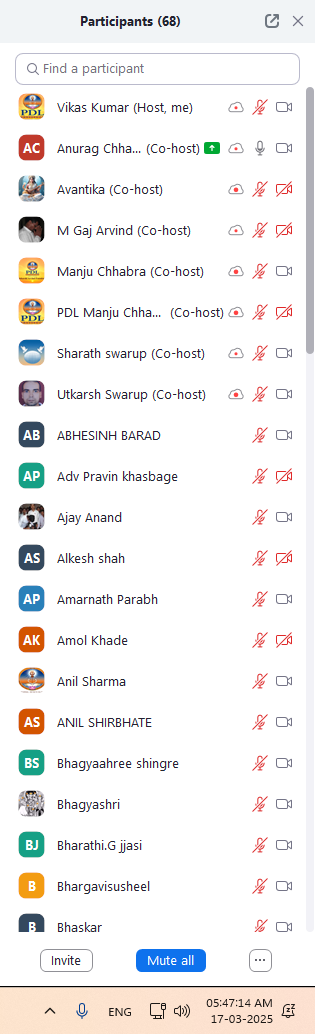 Participants (68)
Find a participant
PDL Vikas Kumar (Host, me)
AC Anurag Chha... (Co-host)
Avantika (Co-host)
M Gaj Arvind (Co-host)
PDL Manju Chhabra (Co-host)
PDL PDL Manju Chha... (Co-host)
Sharath swarup (Co-host)
Utkarsh Swarup (Co-host)
AB ABHESINH BARAD
AP Adv Pravin khasbage
Ajay Anand
AS Alkesh shah
AP Amarnath Parabh
AK Amol Khade
Anil Sharma
AS ANIL SHIRBHATE
BS Bhagyaahree shingre
Bhagyashri
BJ Bharathi.G jjasi
B Bhargavisusheel
B Bhaskar
Invite Mute all ...
ENG 05:47:14 AM
17-03-2025